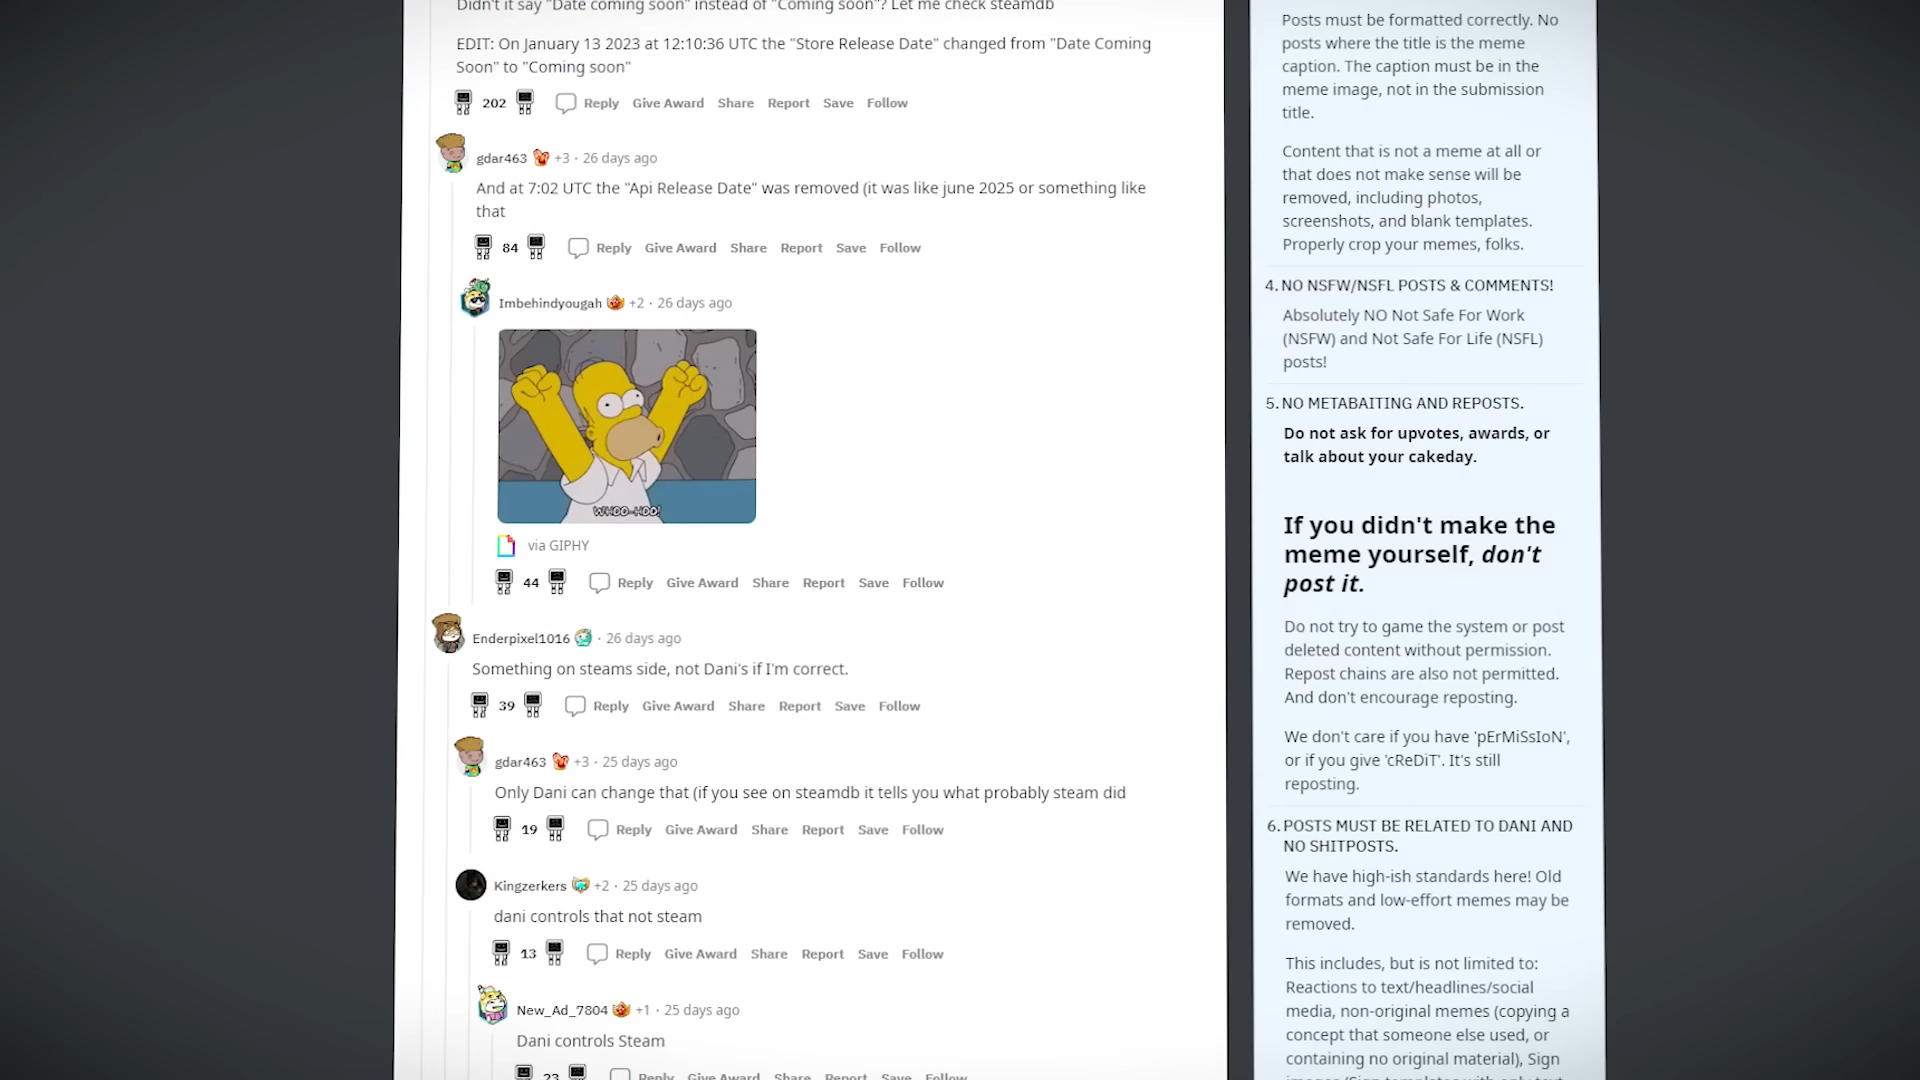 Didn't it say "Date coming soon" instead of "Coming soon"? Let me check steamdb
EDIT: On January 13 2023 at 12:10:36 UTC the "Store Release Date" changed from "Date Coming
Soon" to "Coming soon"
202 Reply Give Award Share Report Save Follow
gdar463 +3 · 26 days ago
And at 7:02 UTC the "Api Release Date" was removed (it was like june 2025 or something like
that
84 Reply Give Award Share Report Save Follow
Imbehindyougah +2 · 26 days ago
WHOO-HOO!
via GIPHY
44 Reply Give Award Share Report Save Follow
Enderpixel1016 · 26 days ago
Something on steams side, not Dani's if I'm correct.
39 Reply Give Award Share Report Save Follow
gdar463 +3 · 25 days ago
Only Dani can change that (if you see on steamdb it tells you what probably steam did
19 Reply Give Award Share Report Save Follow
Kingzerkers +2 · 25 days ago
dani controls that not steam
13 Reply Give Award Share Report Save Follow
New_Ad_7804 +1 · 25 days ago
Dani controls Steam
23 Reply Give Award Share Report Save Follow
Posts must be formatted correctly. No
posts where the title is the meme
caption. The caption must be in the
meme image, not in the submission
title.
Content that is not a meme at all or
that does not make sense will be
removed, including photos,
screenshots, and blank templates.
Properly crop your memes, folks.
4. NO NSFW/NSFL POSTS & COMMENTS!
Absolutely NO Not Safe For Work
(NSFW) and Not Safe For Life (NSFL)
posts!
5. NO METABAITING AND REPOSTS.
Do not ask for upvotes, awards, or
talk about your cakeday.
If you didn't make the
meme yourself, don't
post it.
Do not try to game the system or post
deleted content without permission.
Repost chains are also not permitted.
And don't encourage reposting.
We don't care if you have 'pErMiSsIoN',
or if you give 'cReDiT'. It's still
reposting.
6. POSTS MUST BE RELATED TO DANI AND
NO SHITPOSTS.
We have high-ish standards here! Old
formats and low-effort memes may be
removed.
This includes, but is not limited to:
Reactions to text/headlines/social
media, non-original memes (copying a
concept that someone else used, or
containing no original material), Sign